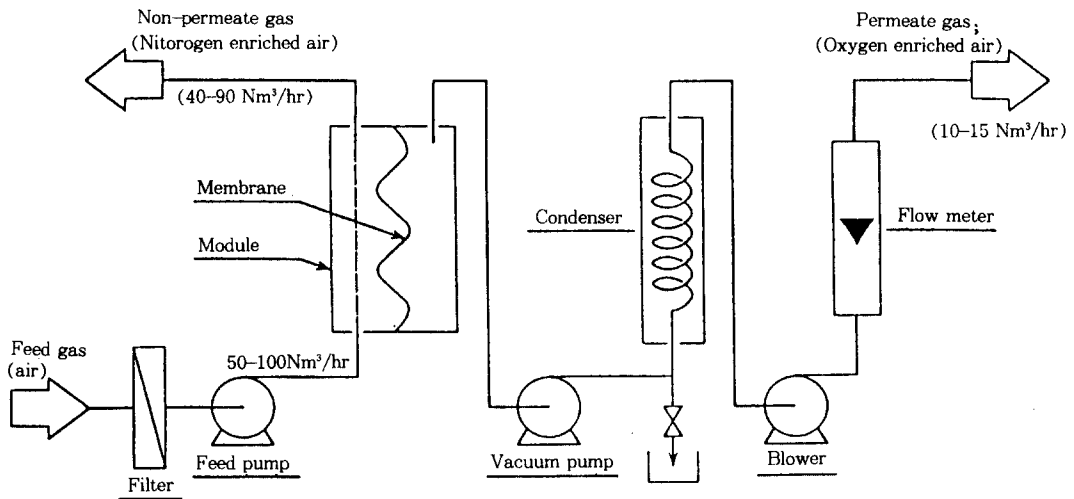 Non-permeate gas
(Nitorogen enriched air)
(40–90 Nm³/hr)
Permeate gas;
(Oxygen enriched air)
(10–15 Nm³/hr)
Membrane
Module
Condenser
Flow meter
Feed gas
(air)
50–100Nm³/hr
Filter
Feed pump
Vacuum pump
Blower